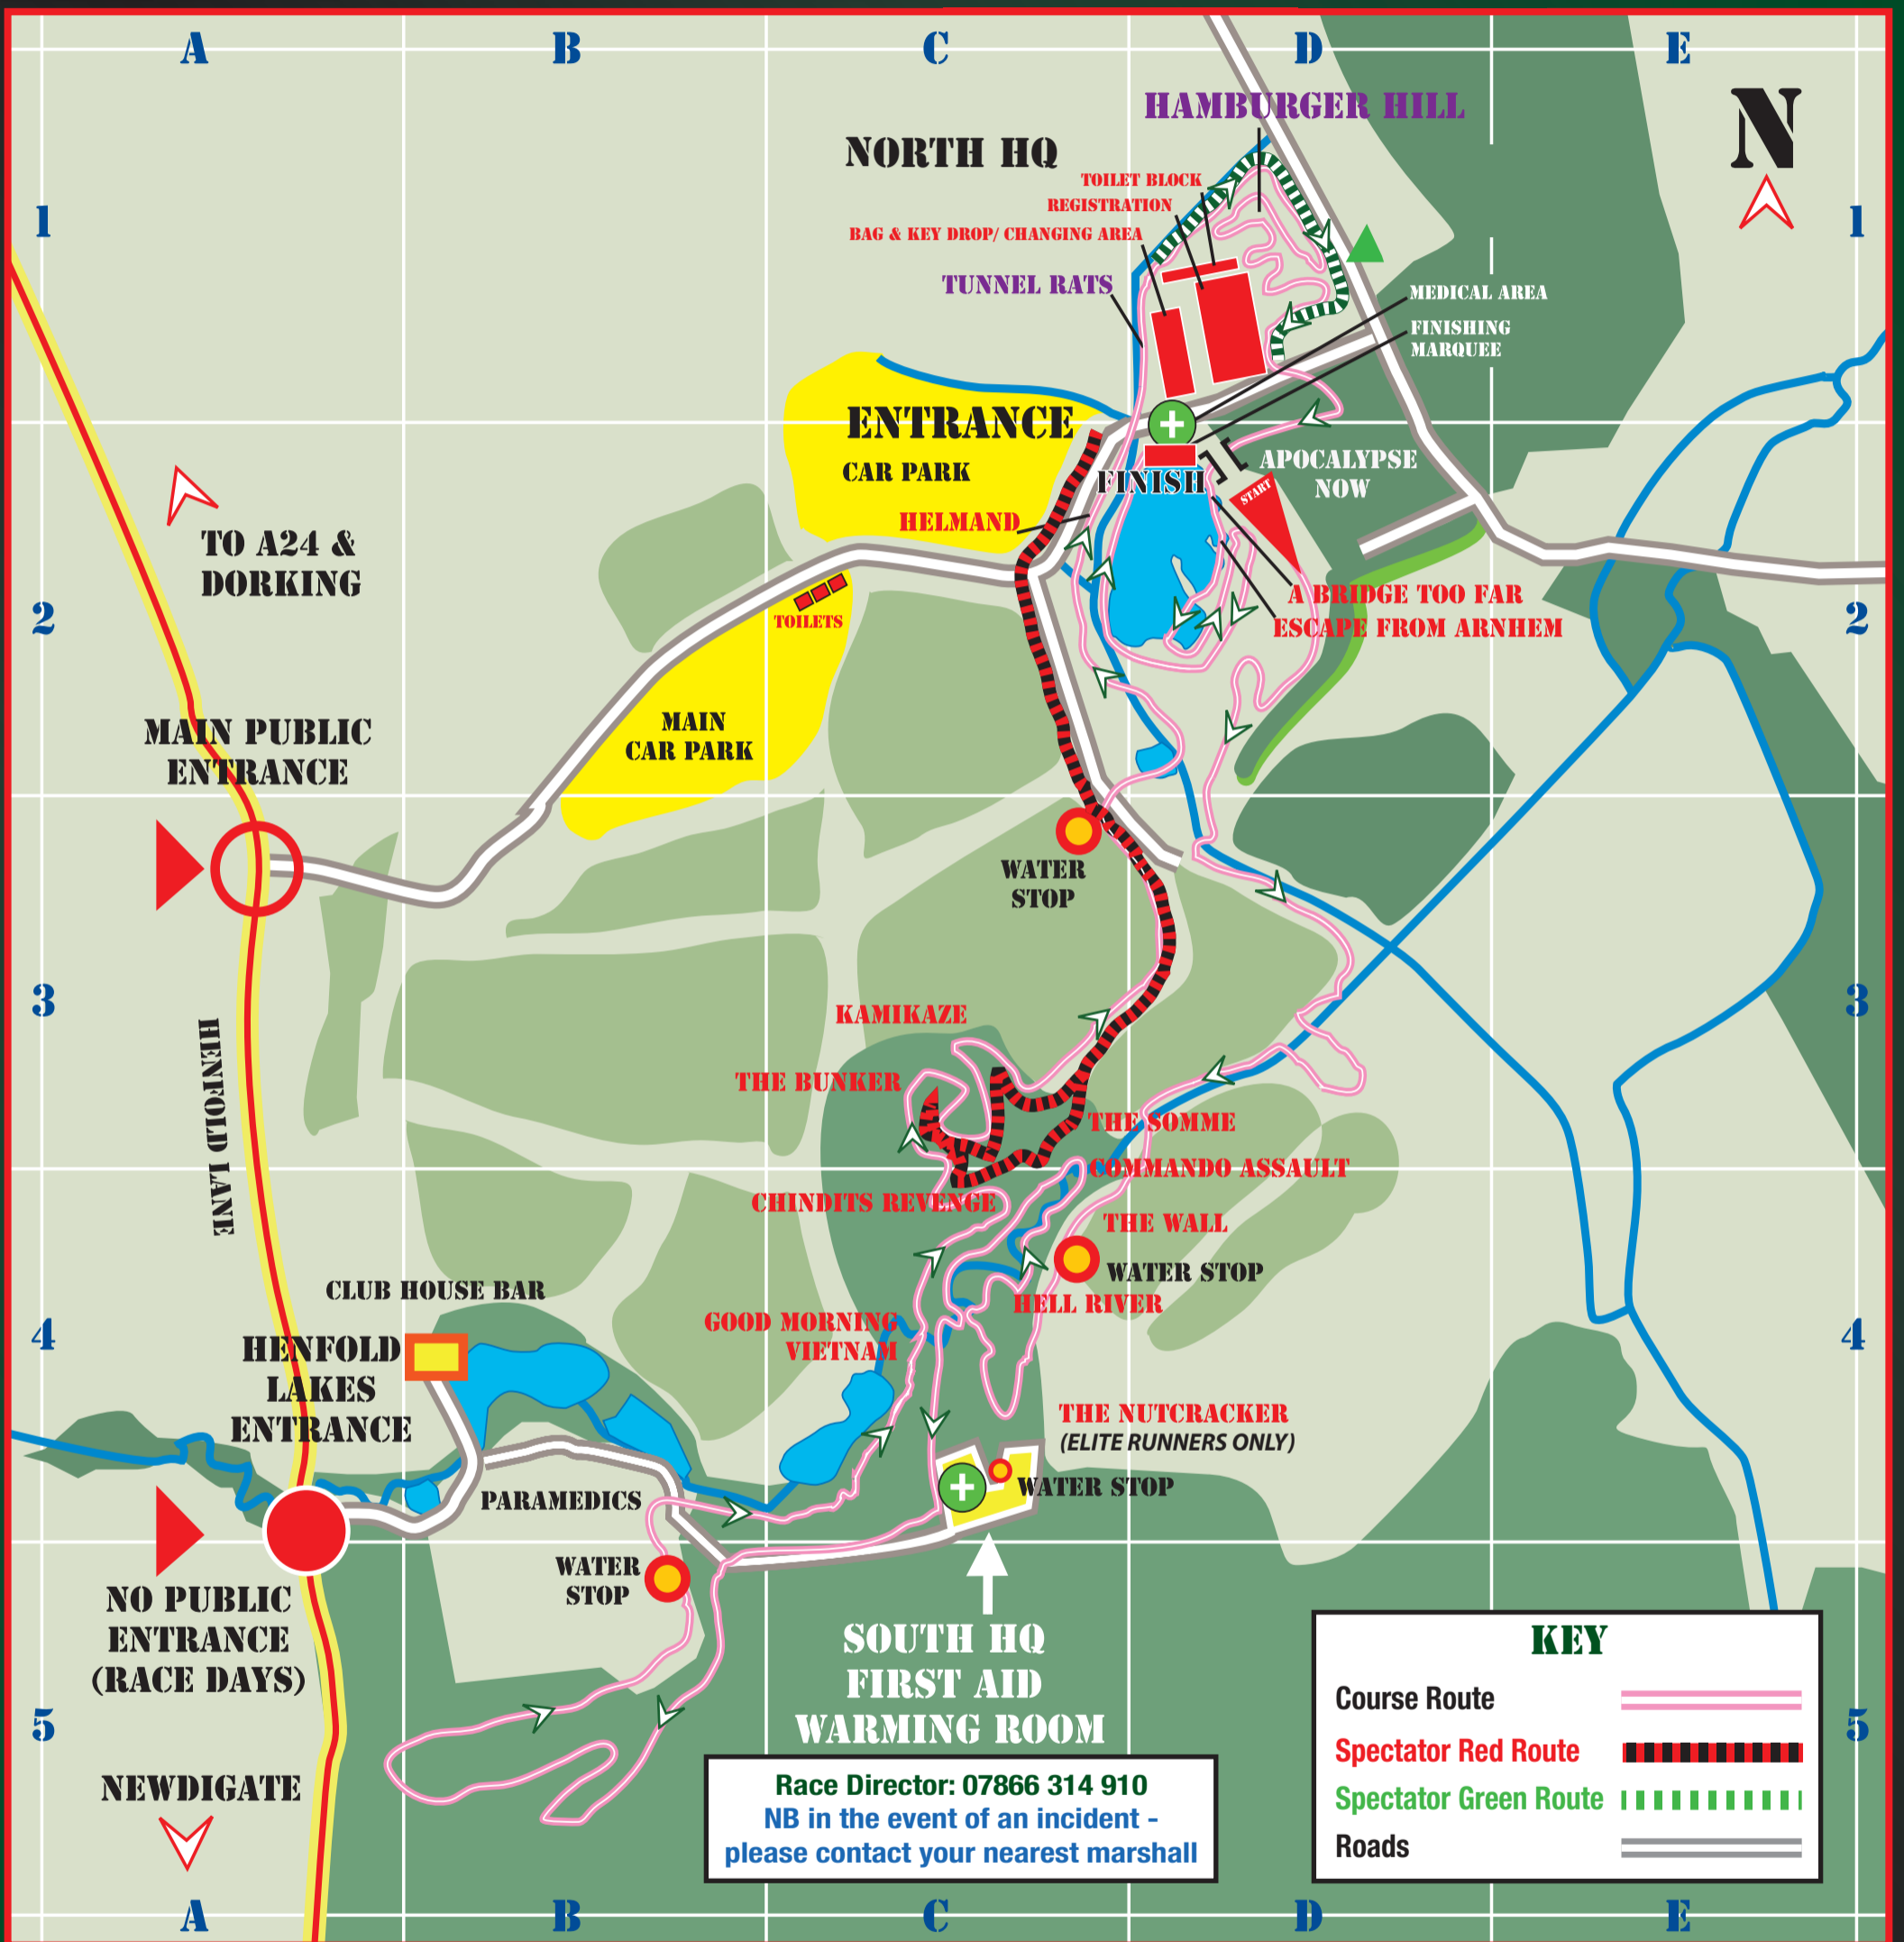 A
B
C
D
E
HAMBURGER HILL
N
NORTH HQ
TOILET BLOCK
REGISTRATION
1
1
BAG & KEY DROP/ CHANGING AREA
TUNNEL RATS
MEDICAL AREA
FINISHING
MARQUEE
ENTRANCE
CAR PARK
APOCALYPSE
NOW
FINISH
START
HELMAND
TO A24 &
DORKING
A BRIDGE TOO FAR
TOILETS
ESCAPE FROM ARNHEM
2
2
MAIN PUBLIC
ENTRANCE
MAIN
CAR PARK
WATER
STOP
3
3
KAMIKAZE
HENFOLD LANE
THE BUNKER
THE SOMME
COMMANDO ASSAULT
CHINDITS REVENGE
THE WALL
WATER STOP
CLUB HOUSE BAR
HELL RIVER
GOOD MORNING
VIETNAM
4
4
HENFOLD
LAKES
ENTRANCE
THE NUTCRACKER
(ELITE RUNNERS ONLY)
WATER STOP
PARAMEDICS
WATER
STOP
NO PUBLIC
ENTRANCE
(RACE DAYS)
SOUTH HQ
FIRST AID
WARMING ROOM
5
5
KEY
Course Route
Spectator Red Route
Spectator Green Route
Roads
NEWDIGATE
Race Director: 07866 314 910
NB in the event of an incident -
please contact your nearest marshall
A
B
C
D
E